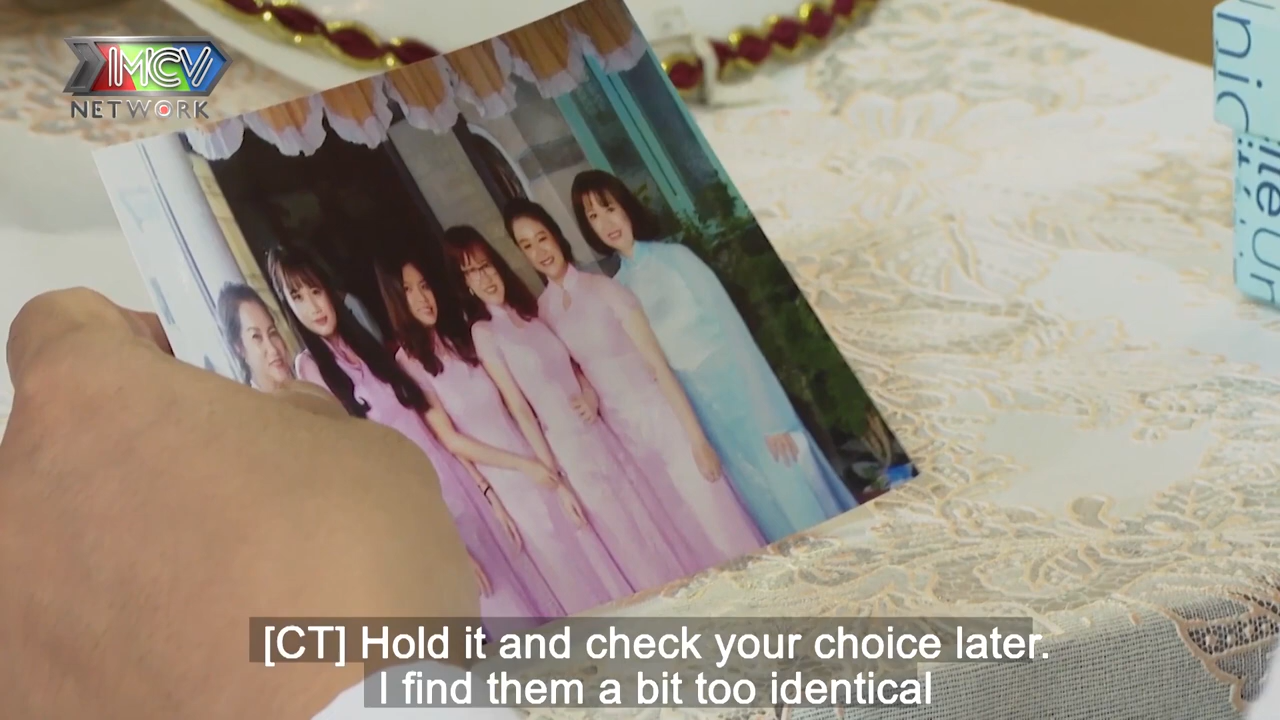 MCV
NETWORK
[CT] Hold it and check your choice later.
I find them a bit too identical